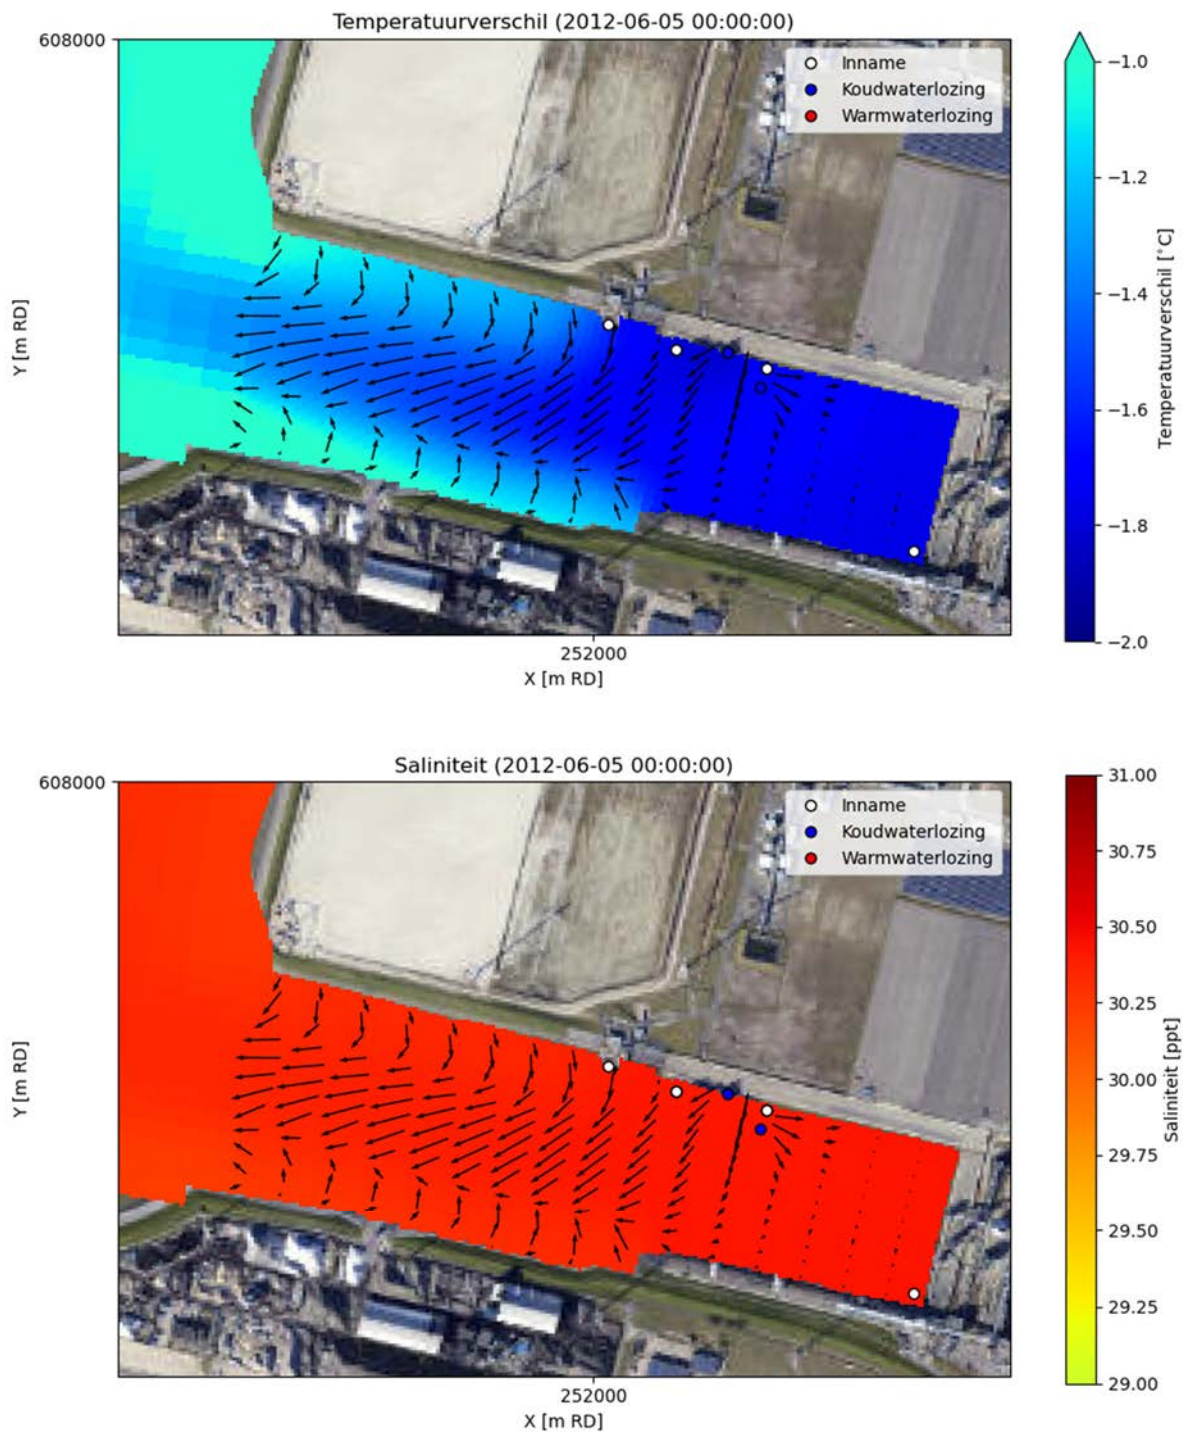 Temperatuurverschil (2012-06-05 00:00:00)
608000
Inname
Koudwaterlozing
Warmwaterlozing
Y [m RD]
252000
X [m RD]
−1.0
−1.2
−1.4
−1.6
−1.8
−2.0
Temperatuurverschil [°C]
Saliniteit (2012-06-05 00:00:00)
608000
Inname
Koudwaterlozing
Warmwaterlozing
Y [m RD]
252000
X [m RD]
31.00
30.75
30.50
30.25
30.00
29.75
29.50
29.25
29.00
Saliniteit [ppt]